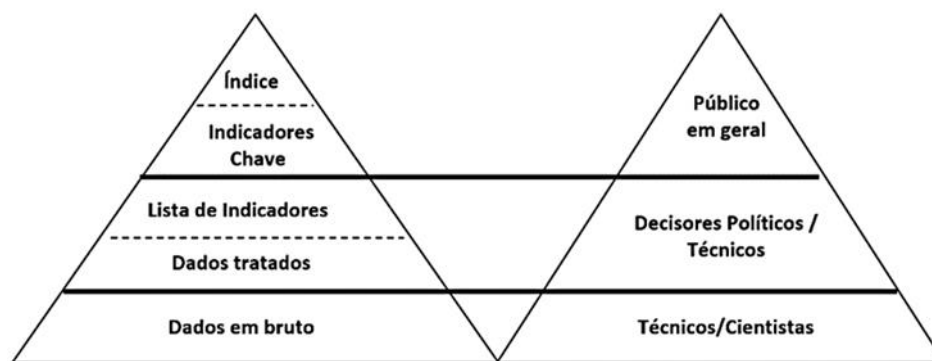 Índice
Indicadores
Chave
Lista de Indicadores
Dados tratados
Dados em bruto
Público
em geral
Decisores Políticos /
Técnicos
Técnicos/Cientistas